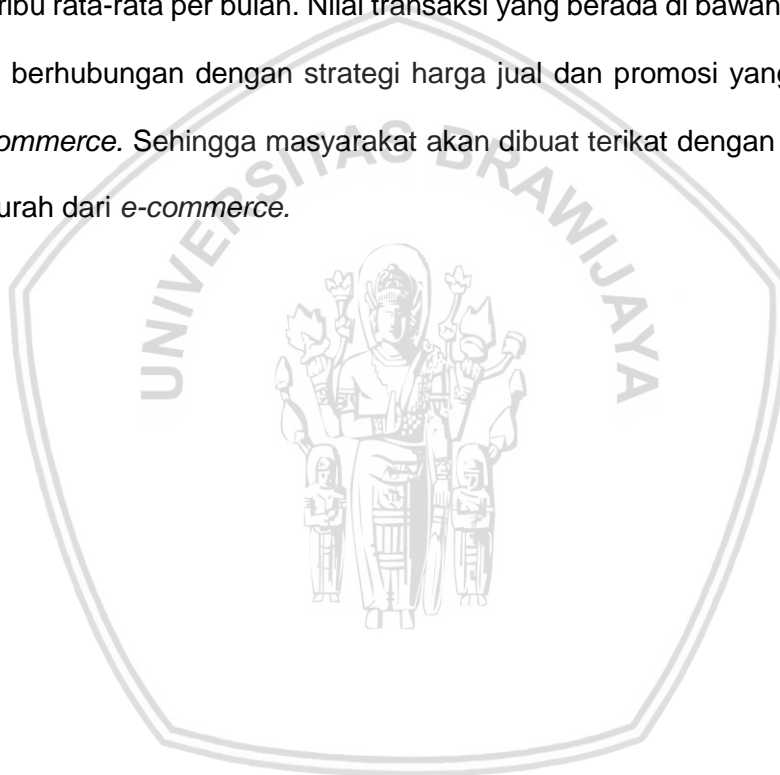 ribu rata-rata per bulan. Nilai transaksi yang berada di bawah
berhubungan dengan strategi harga jual dan promosi yang
ommerce. Sehingga masyarakat akan dibuat terikat dengan
urah dari e-commerce.
UNIVERSITAS BRAWIJAYA